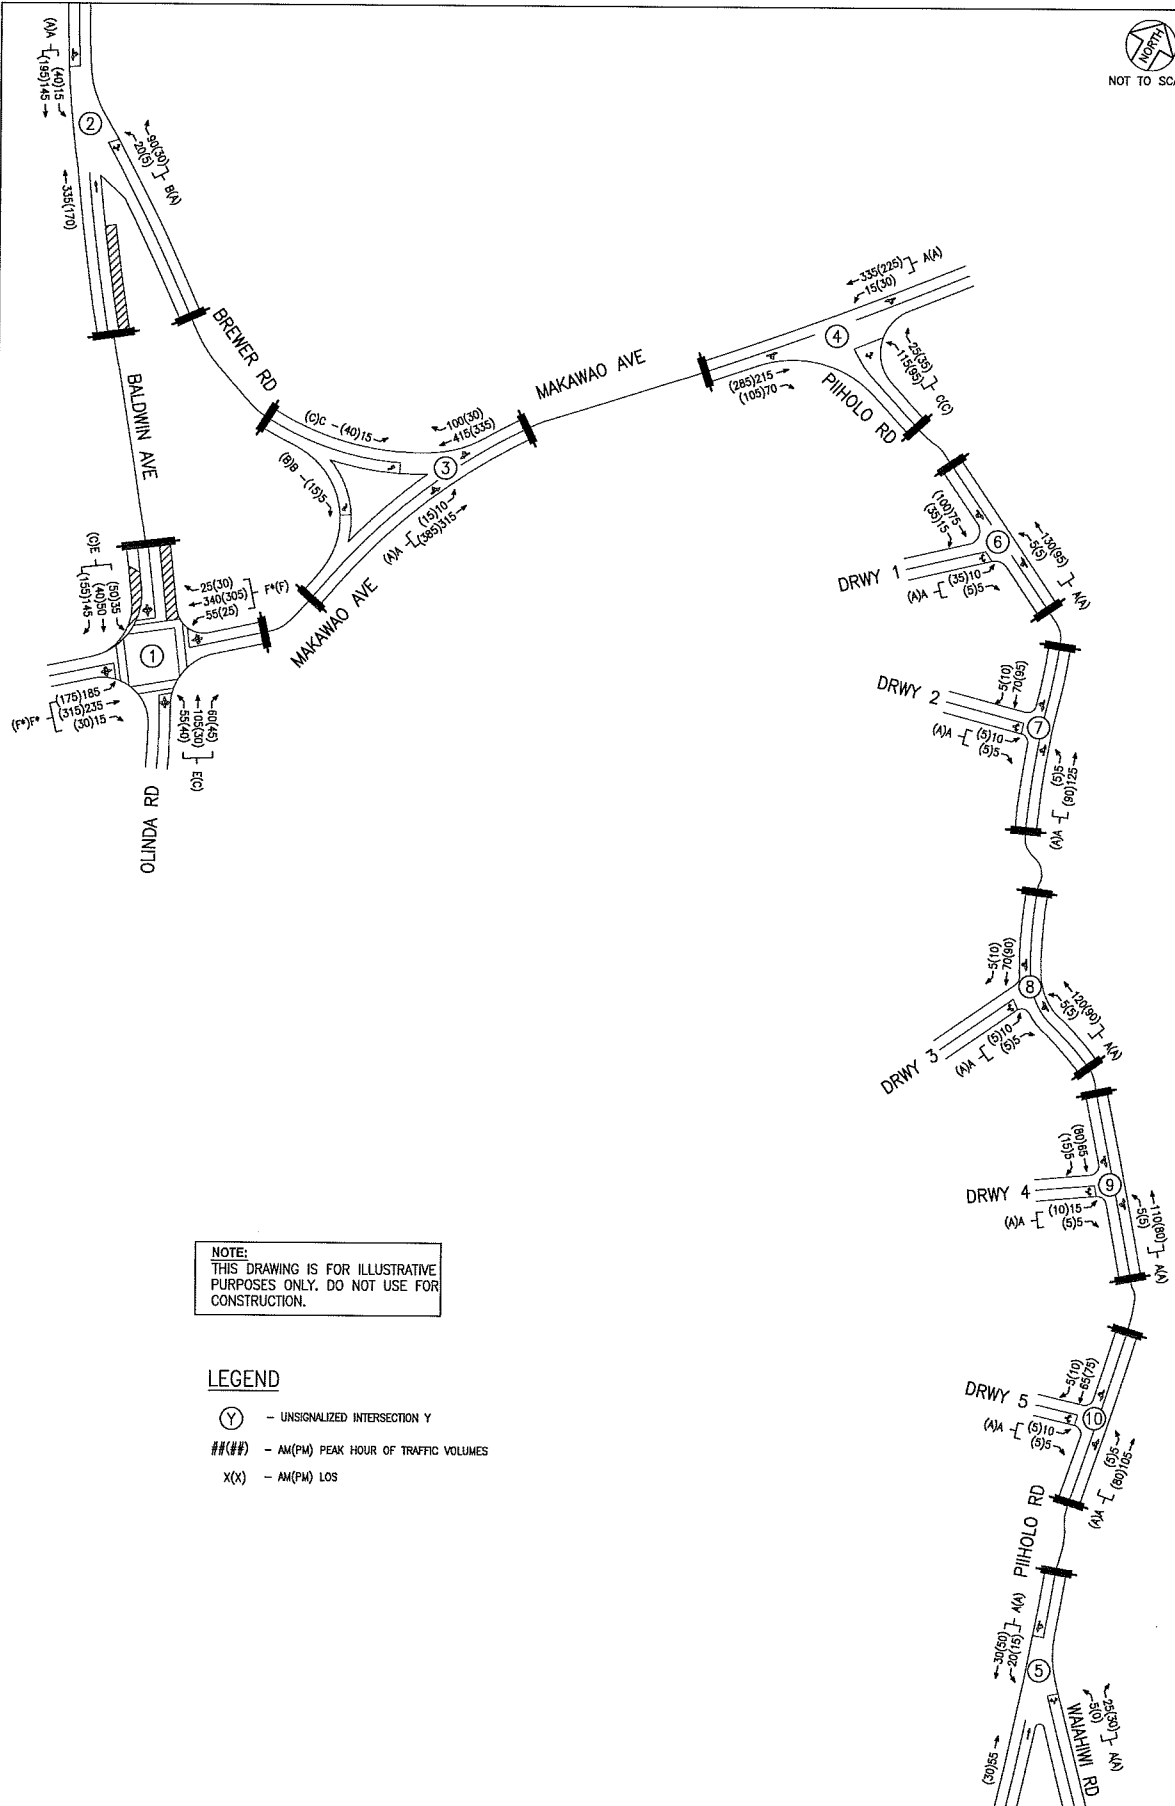 NORTH
NOT TO SCA
(A)A
(40)15
(195)145
2
90(30)
20(5)
B(A)
335(170)
BREWER RD
BALDWIN AVE
(C)C - (40)15
100(30)
415(335)
3
(B)B - (15)5
(15)10
(385)315
(A)A
MAKAWAO AVE
MAKAWAO AVE
335(225)
15(30)
A(A)
4
(285)215
(105)70
25(35)
115(95)
C(C)
PIIHOLO RD
(C)E
(50)35
(40)50
(155)145
25(30)
340(305)
55(25)
F*(F)
1
(F*)F*
(175)185
(315)235
(30)15
60(45)
105(30)
55(40)
E(C)
OLINDA RD
(100)75
(35)15
6
130(95)
5(5)
A(A)
DRWY 1
(A)A
(35)10
(5)5
DRWY 2
5(10)
70(95)
7
(A)A
(5)10
(5)5
(5)5
(90)125
(A)A
5(10)
70(90)
8
120(90)
5(5)
A(A)
DRWY 3
(A)A
(5)10
(5)5
(80)65
(15)5
9
DRWY 4
(A)A
(10)15
(5)5
110(80)
5(5)
A(A)
DRWY 5
5(10)
65(75)
10
(A)A
(5)10
(5)5
(5)5
(80)105
(A)A
PIIHOLO RD
30(50)
20(15)
A(A)
5
25(30)
5(0)
A(A)
WAIAHIWI RD
(30)55
NOTE:
THIS DRAWING IS FOR ILLUSTRATIVE
PURPOSES ONLY. DO NOT USE FOR
CONSTRUCTION.
LEGEND
Y - UNSIGNALIZED INTERSECTION Y
##(##) - AM(PM) PEAK HOUR OF TRAFFIC VOLUMES
X(X) - AM(PM) LOS